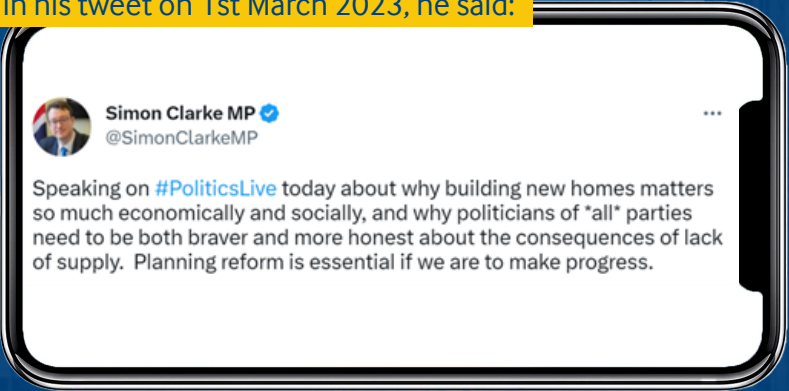 In his tweet on 1st March 2023, he said:
Simon Clarke MP
@SimonClarkeMP
Speaking on #PoliticsLive today about why building new homes matters
so much economically and socially, and why politicians of *all* parties
need to be both braver and more honest about the consequences of lack
of supply.  Planning reform is essential if we are to make progress.